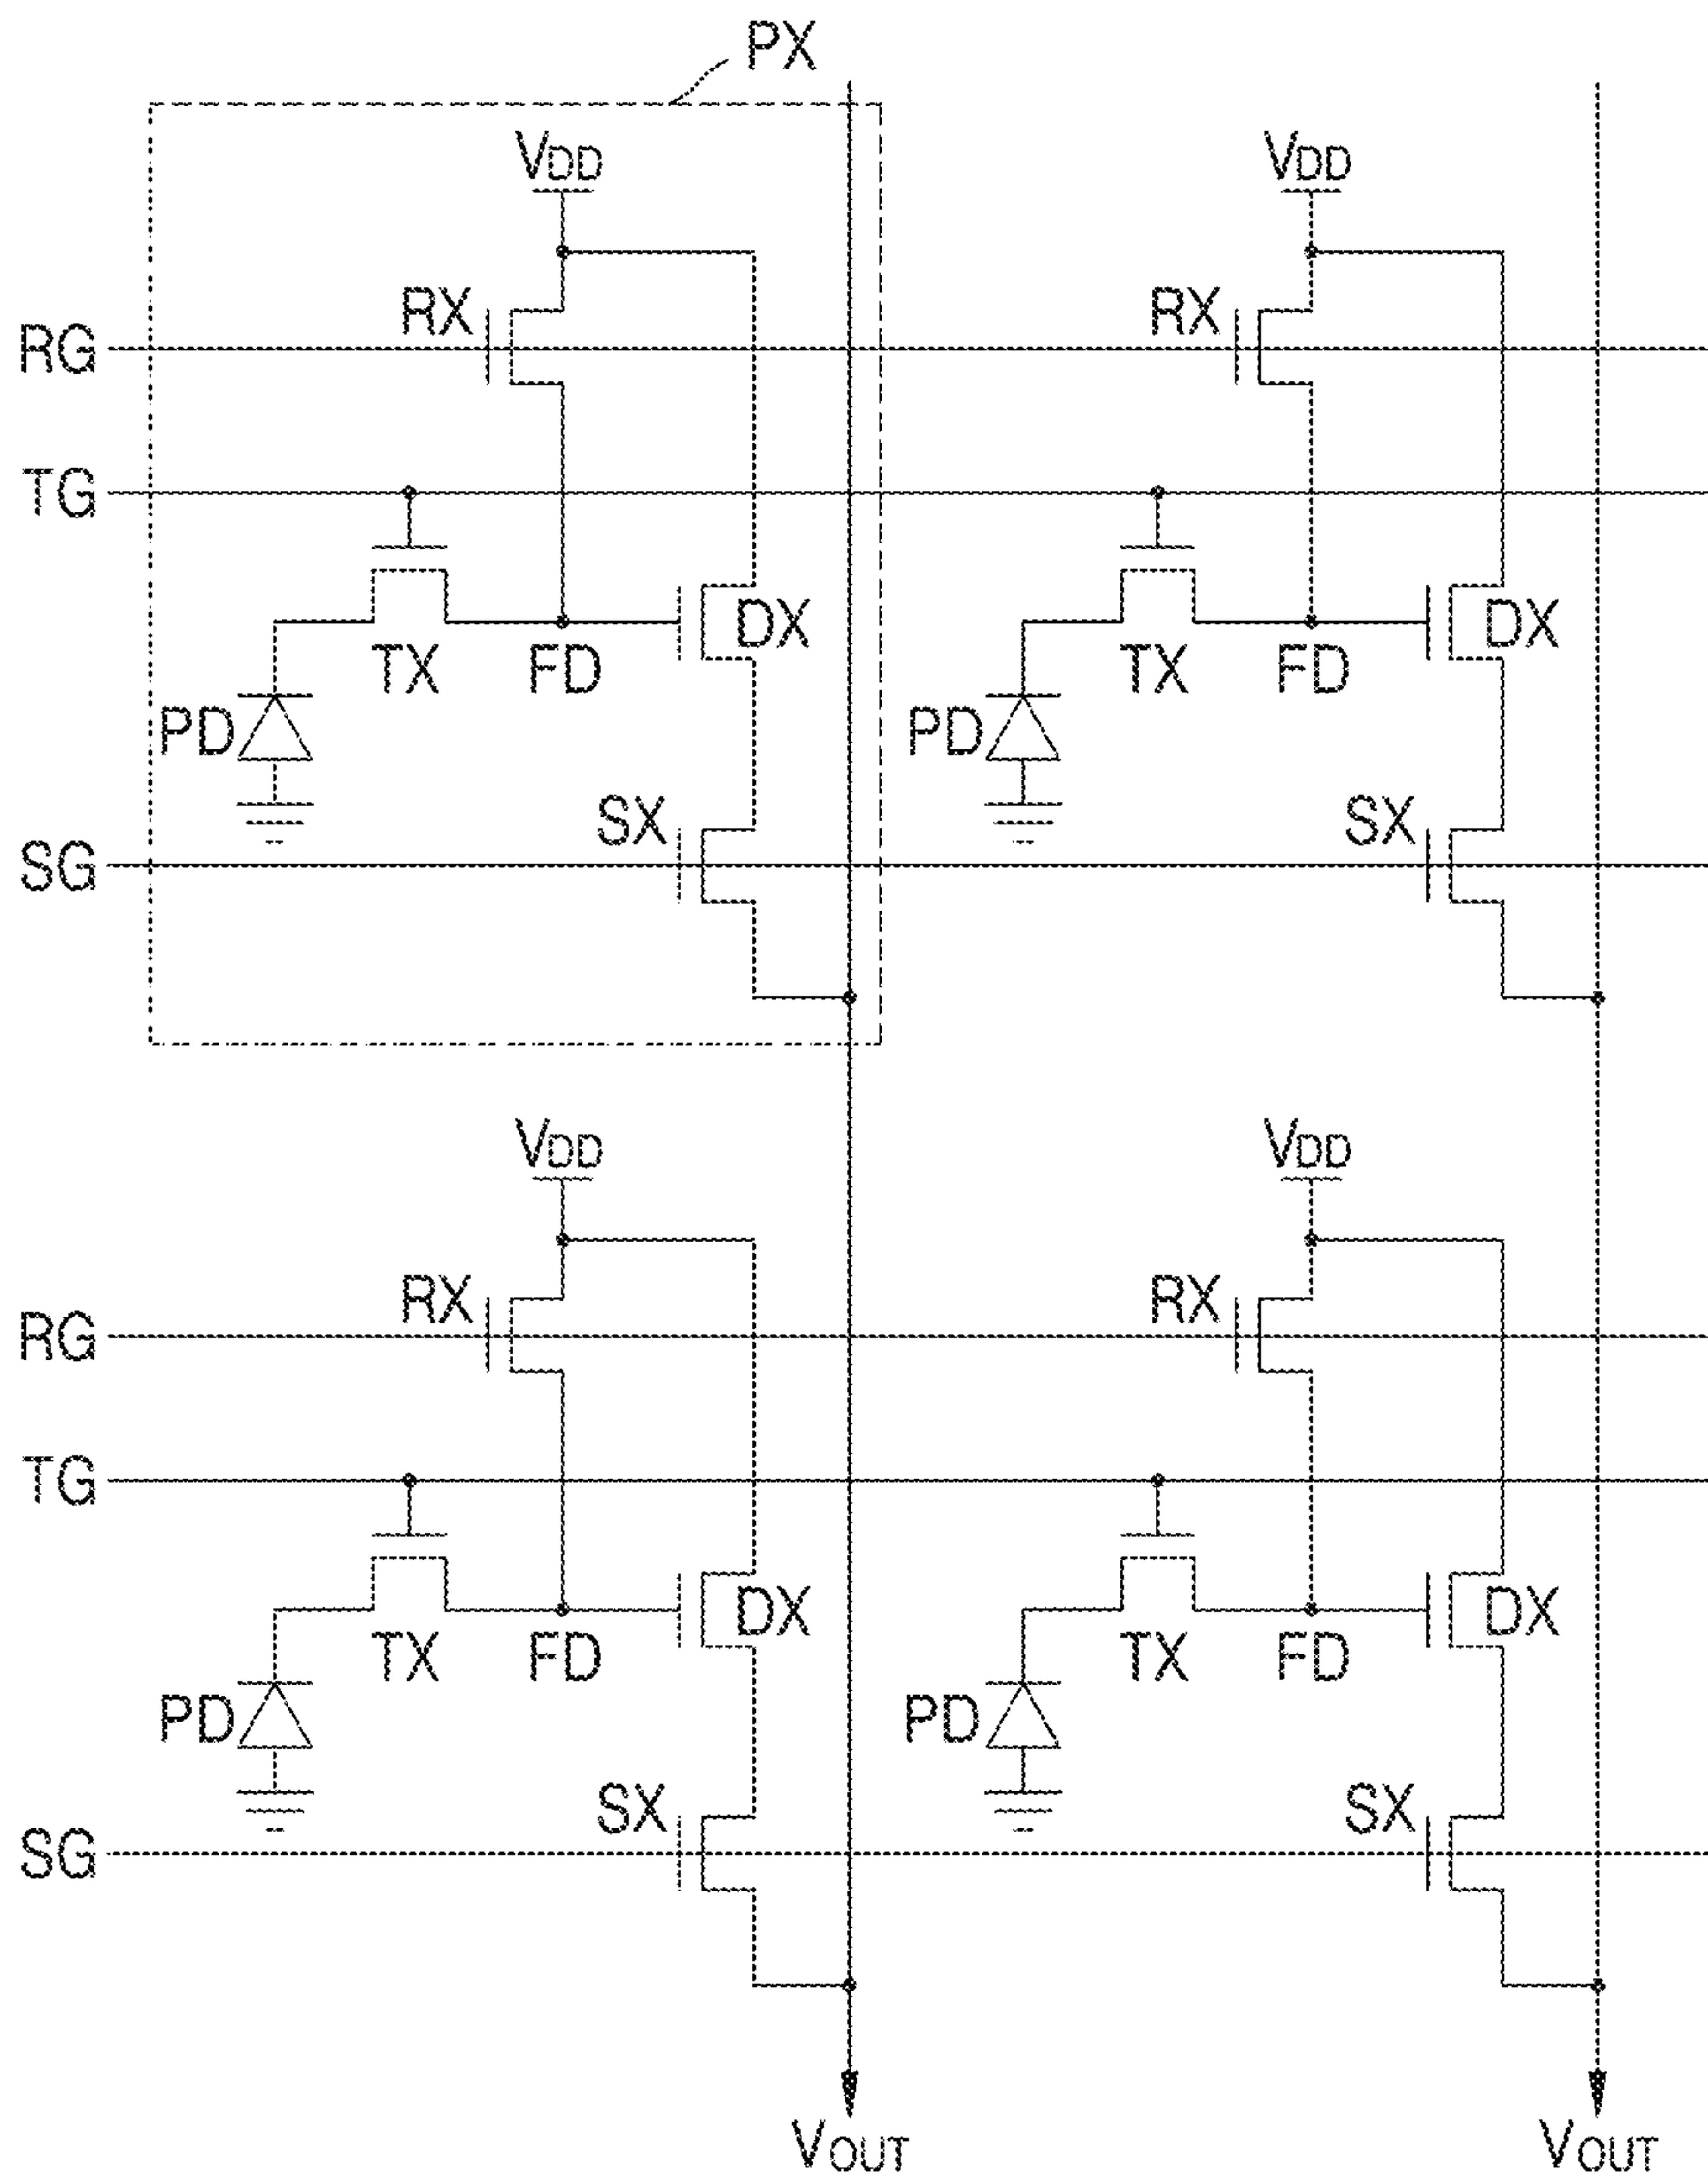 PX
VDD VDD
RX RX
RG
TG
DX DX
TX FD TX FD
PD PD
SX SX
SG
VDD VDD
RX RX
RG
TG
DX DX
TX FD TX FD
PD PD
SX SX
SG
VOUT VOUT